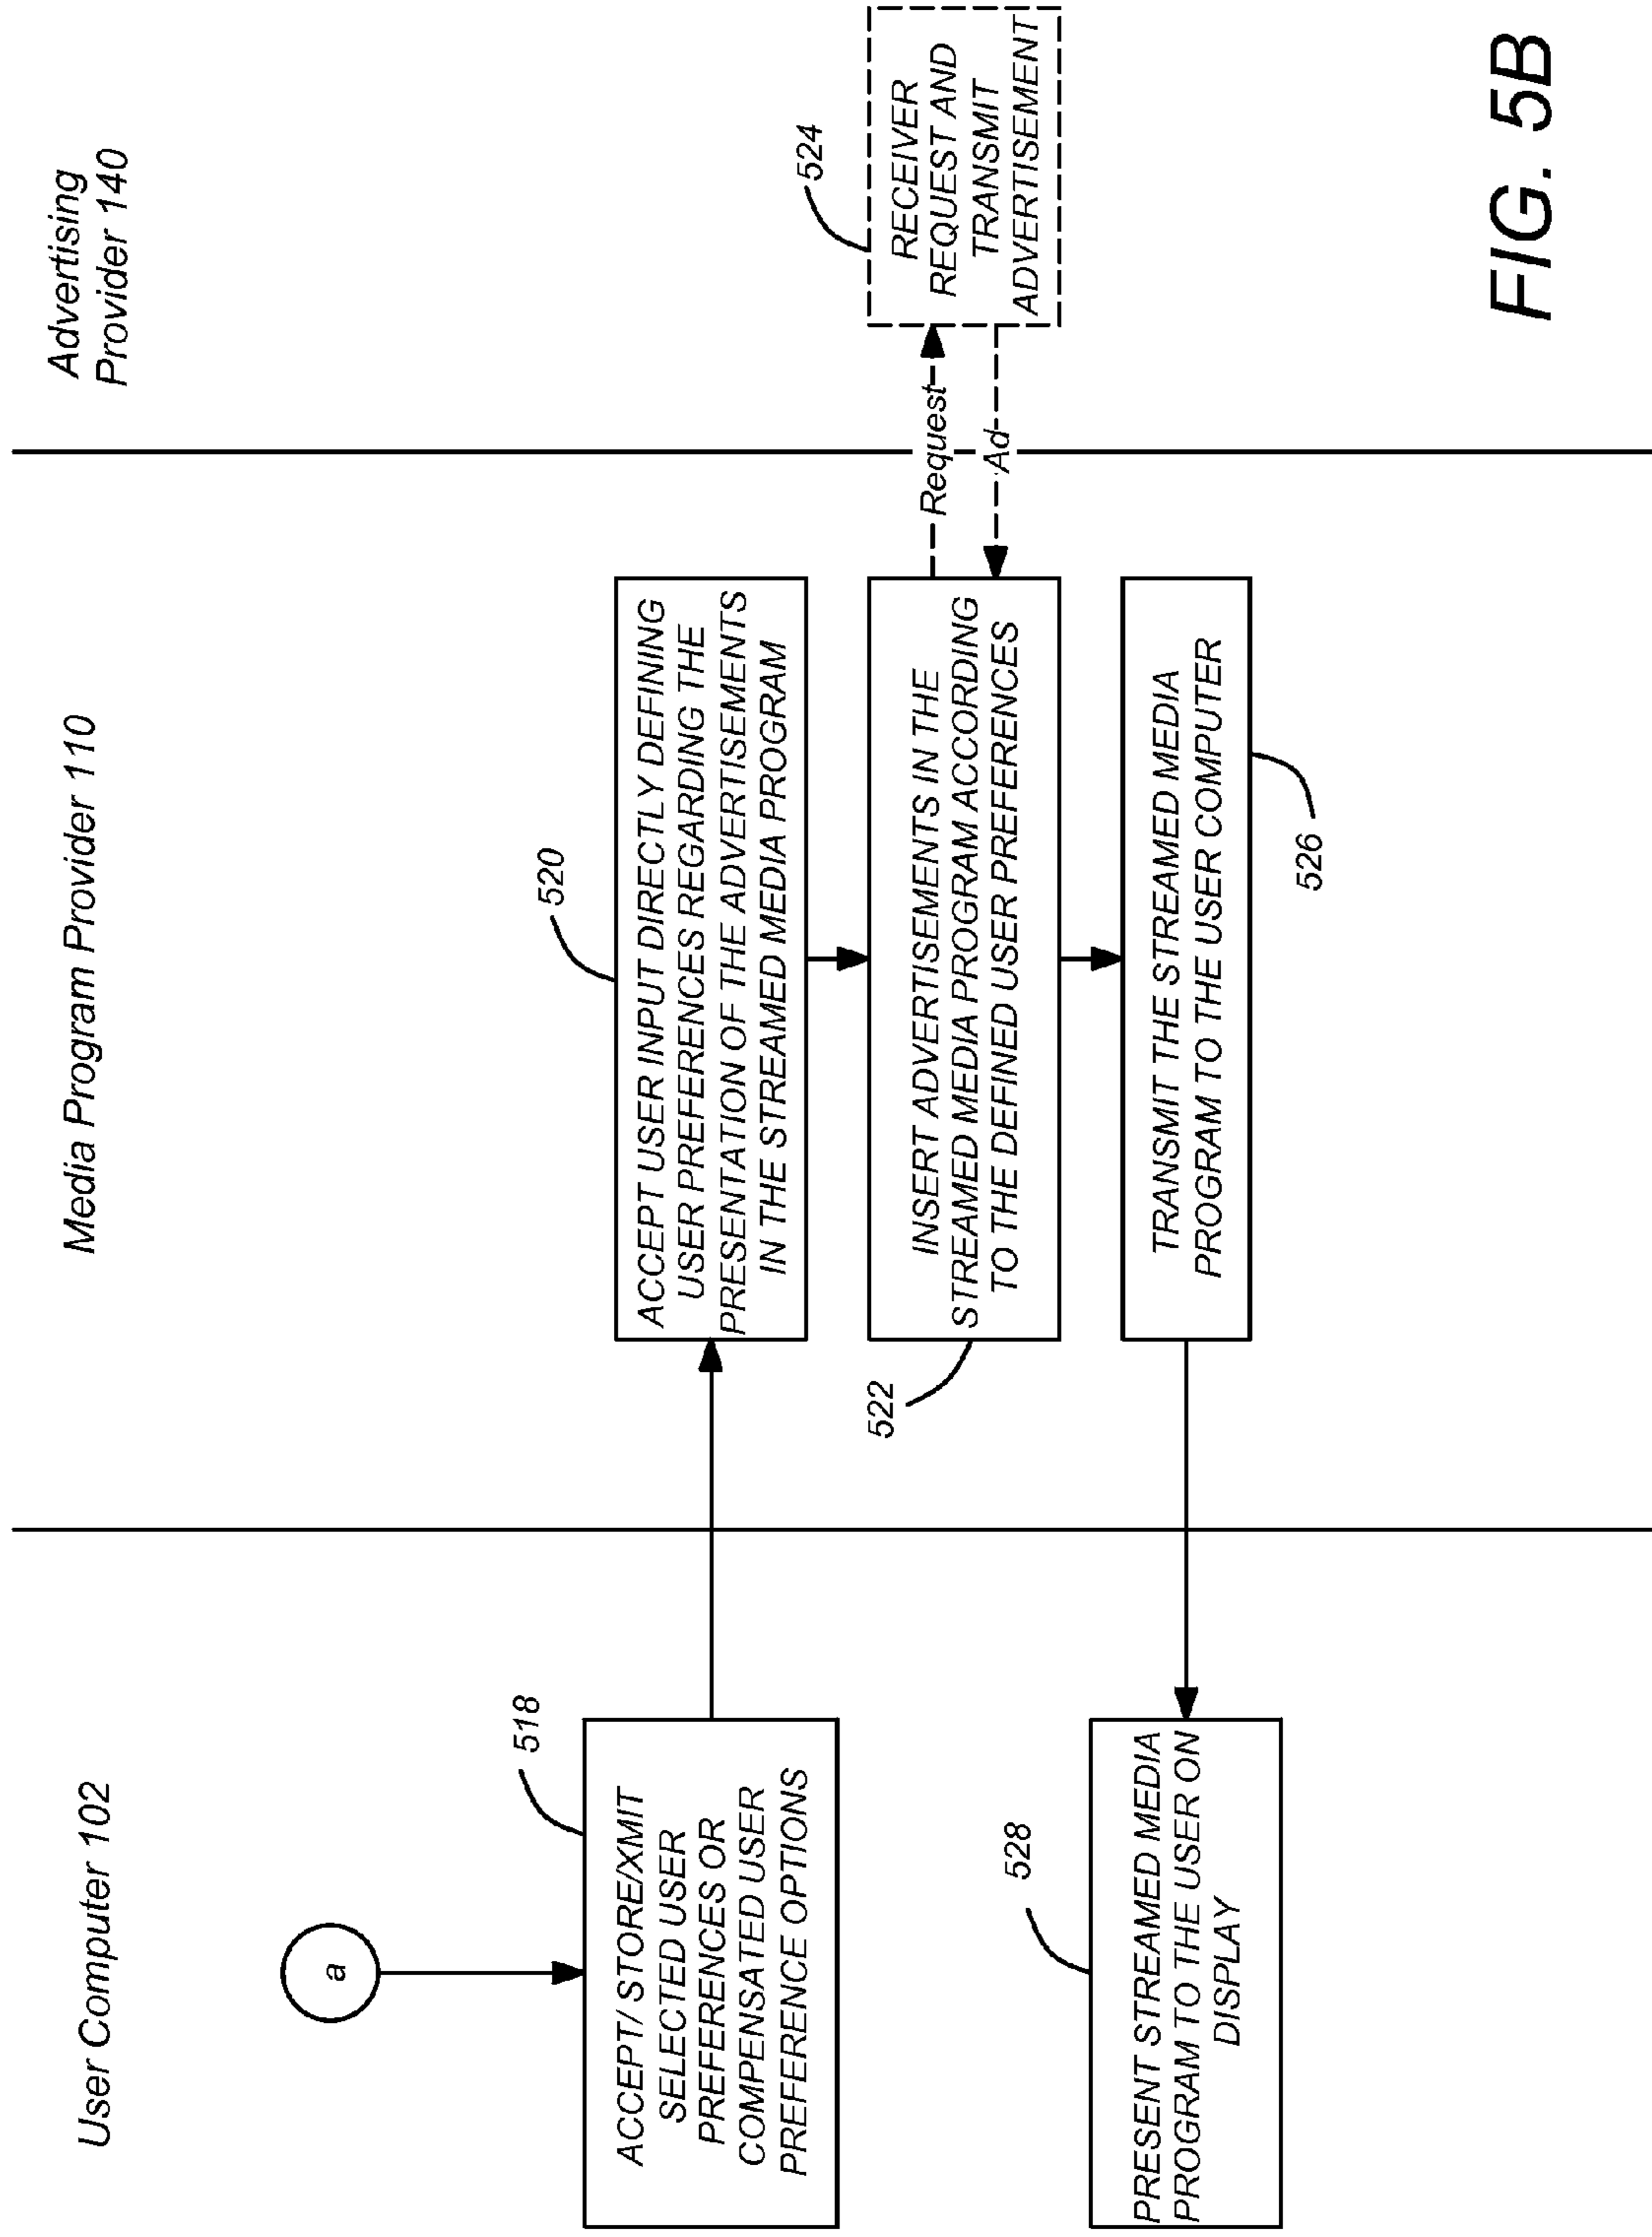 User Computer 102
Media Program Provider 110
Advertising
Provider 140
a
518
ACCEPT/ STORE/XMIT
SELECTED USER
PREFERENCES OR
COMPENSATED USER
PREFERENCE OPTIONS
520
ACCEPT USER INPUT DIRECTLY DEFINING
USER PREFERENCES REGARDING THE
PRESENTATION OF THE ADVERTISEMENTS
IN THE STREAMED MEDIA PROGRAM
522
INSERT ADVERTISEMENTS IN THE
STREAMED MEDIA PROGRAM ACCORDING
TO THE DEFINED USER PREFERENCES
Request
Ad
524
RECEIVER
REQUEST AND
TRANSMIT
ADVERTISEMENT
526
TRANSMIT THE STREAMED MEDIA
PROGRAM TO THE USER COMPUTER
528
PRESENT STREAMED MEDIA
PROGRAM TO THE USER ON
DISPLAY
FIG. 5B